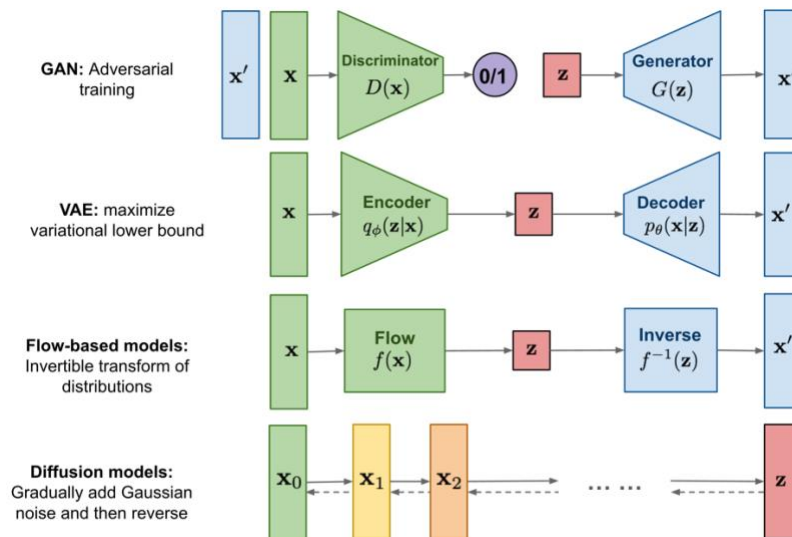 GAN: Adversarial training
x′
x
Discriminator
D(x)
0/1
z
Generator
G(z)
x
VAE: maximize variational lower bound
x
Encoder
qϕ(z|x)
z
Decoder
pθ(x|z)
x′
Flow-based models:
Invertible transform of distributions
x
Flow
f(x)
z
Inverse
f⁻¹(z)
x′
Diffusion models:
Gradually add Gaussian noise and then reverse
x₀
x₁
x₂
... ...
z